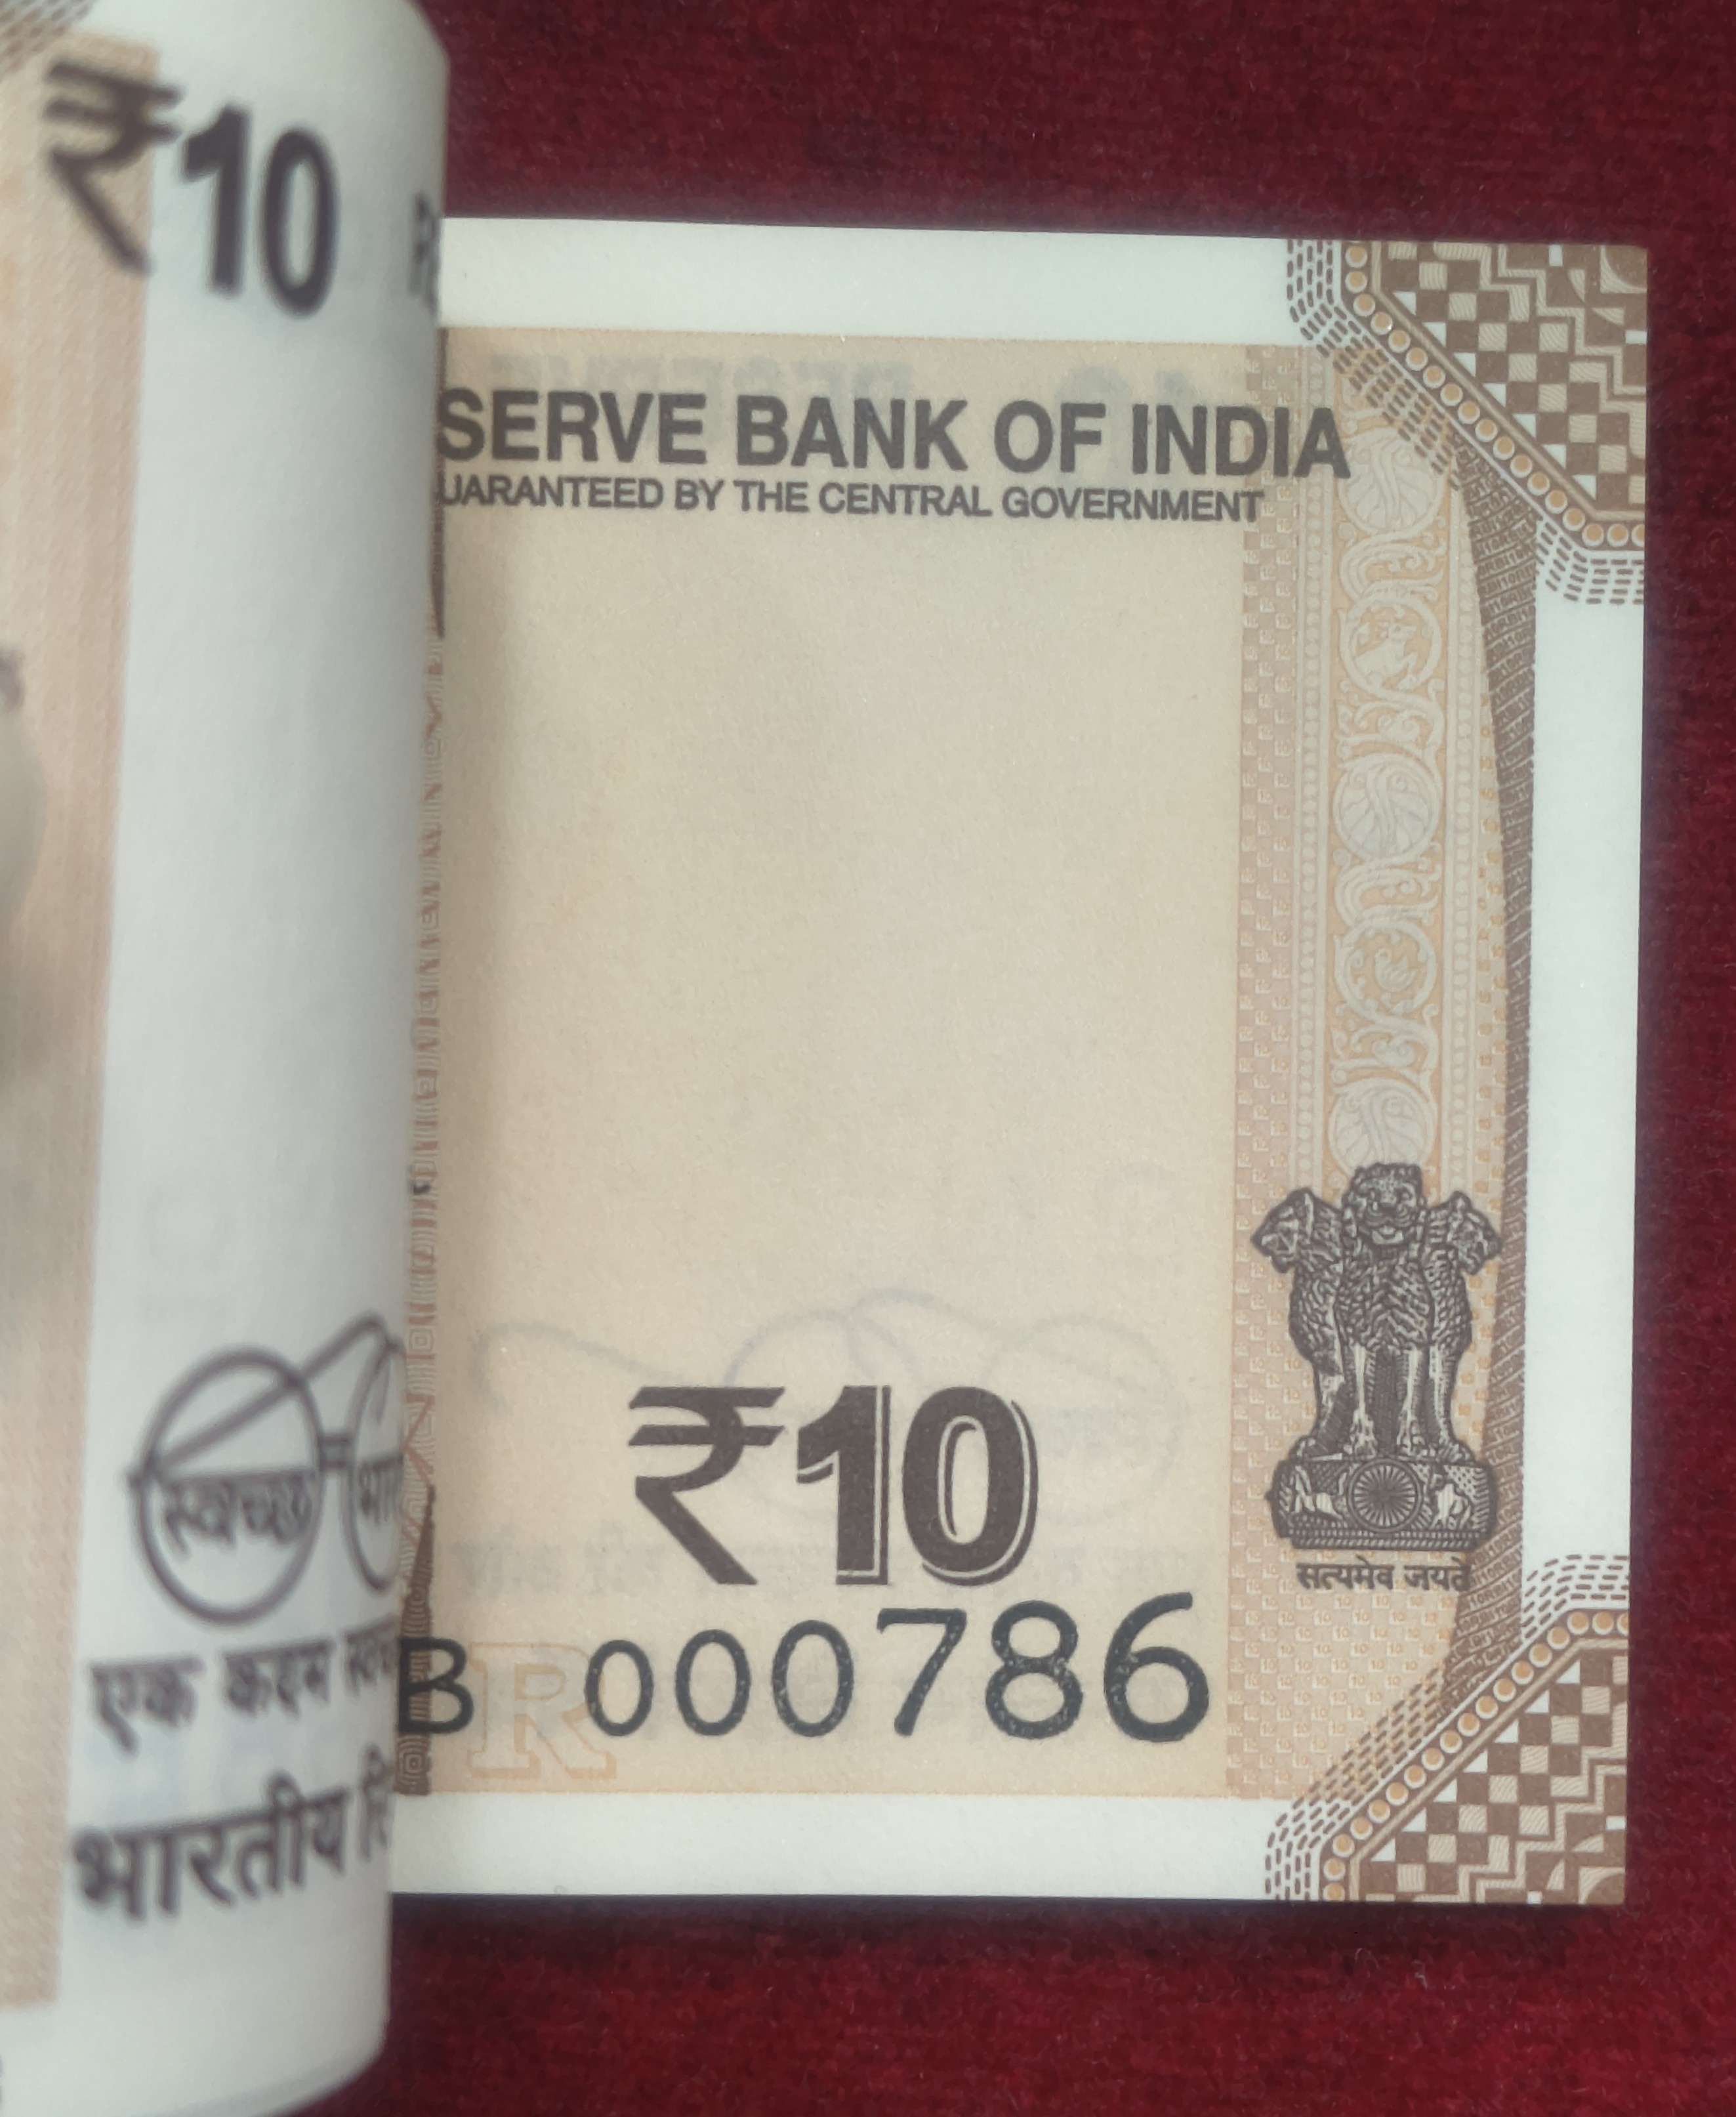 ₹10
स्वच्छ
एक कदम
भारतीय
SERVE BANK OF INDIA
UARANTEED BY THE CENTRAL GOVERNMENT
₹10
सत्यमेव जयते
B R 000786